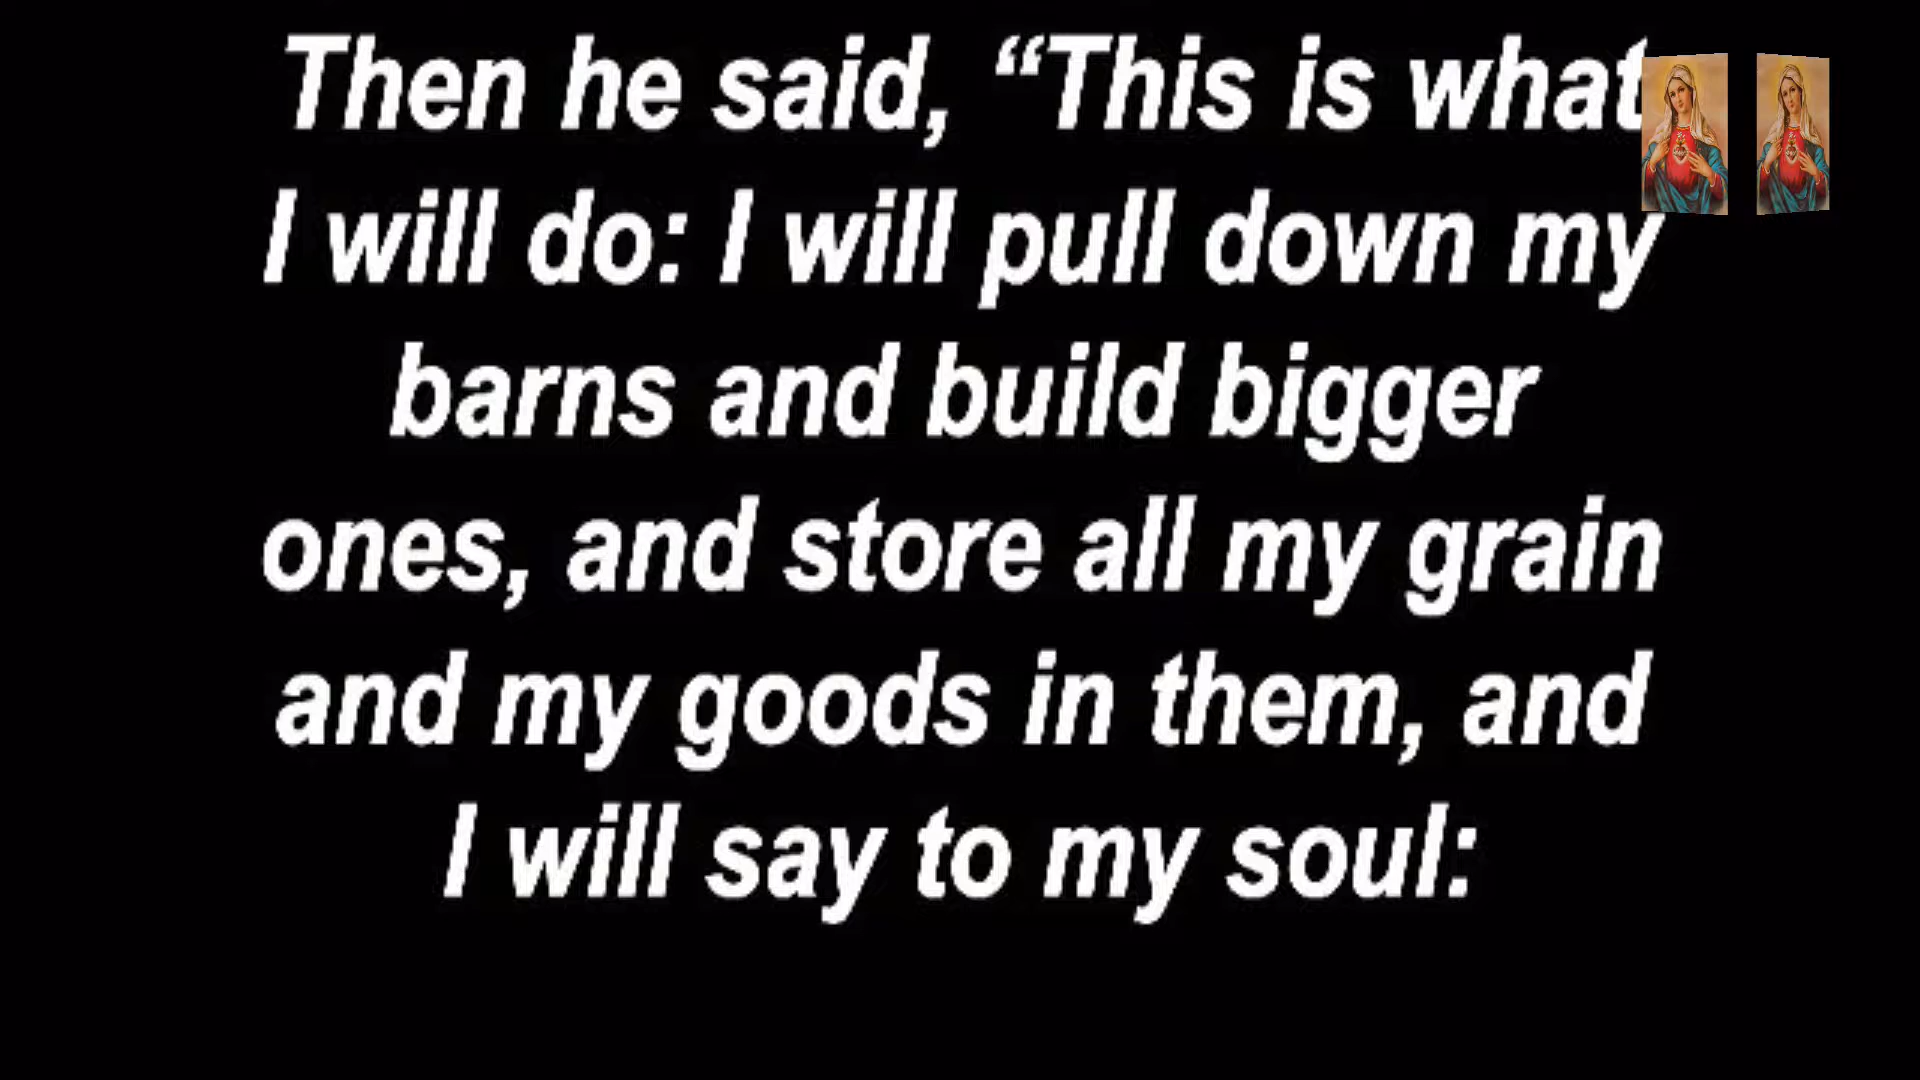 Then he said, “This is what
I will do: I will pull down my
barns and build bigger
ones, and store all my grain
and my goods in them, and
I will say to my soul: